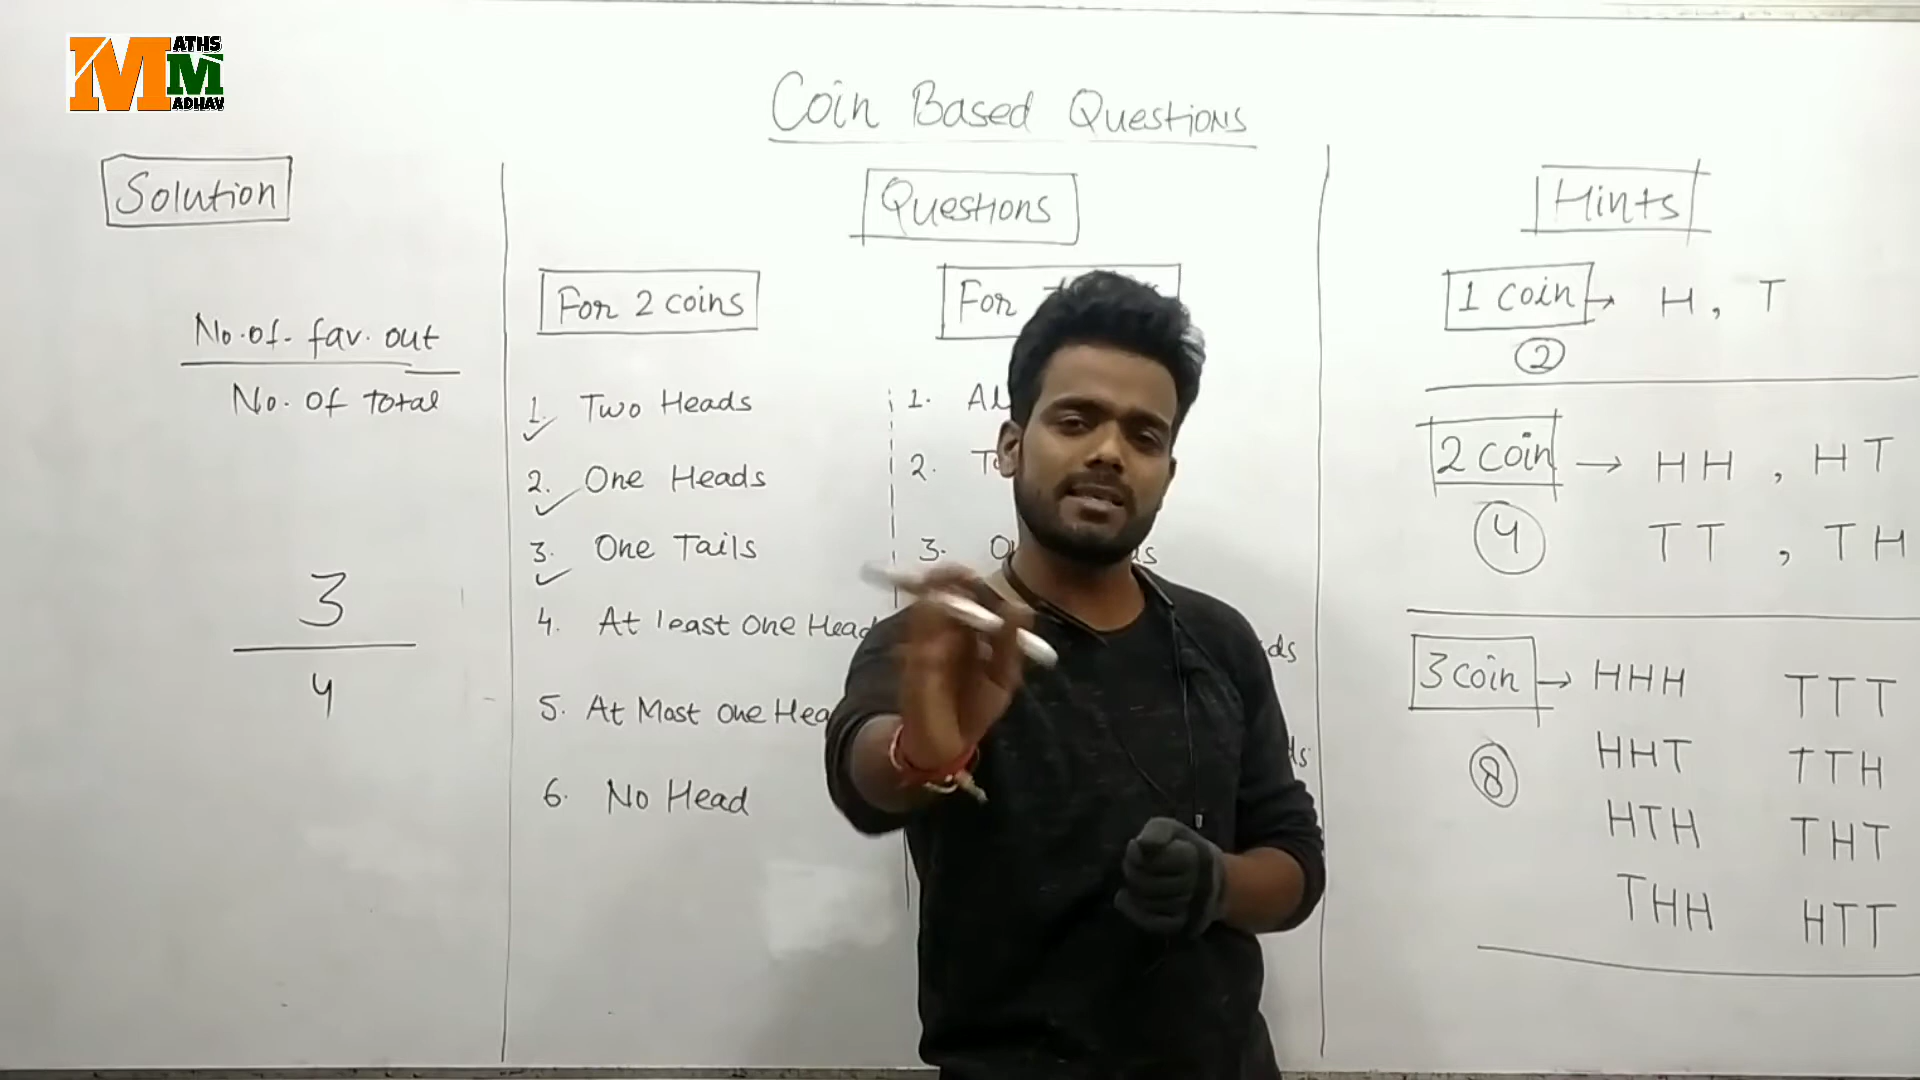 MATHS
MADHAV
Coin Based Questions
Solution
No. of. fav. out
No. of total
3
4
Questions
For 2 coins
1. Two Heads
2. One Heads
3. One Tails
4. At least one Head
5. At Most one Hea
6. No Head
For
1.
2.
3.
ds
Hints
1 coin → H, T
2
2 coin → HH, HT
4
TT, TH
3 coin → HHH TTT
8
HHT TTH
HTH THT
THH HTT